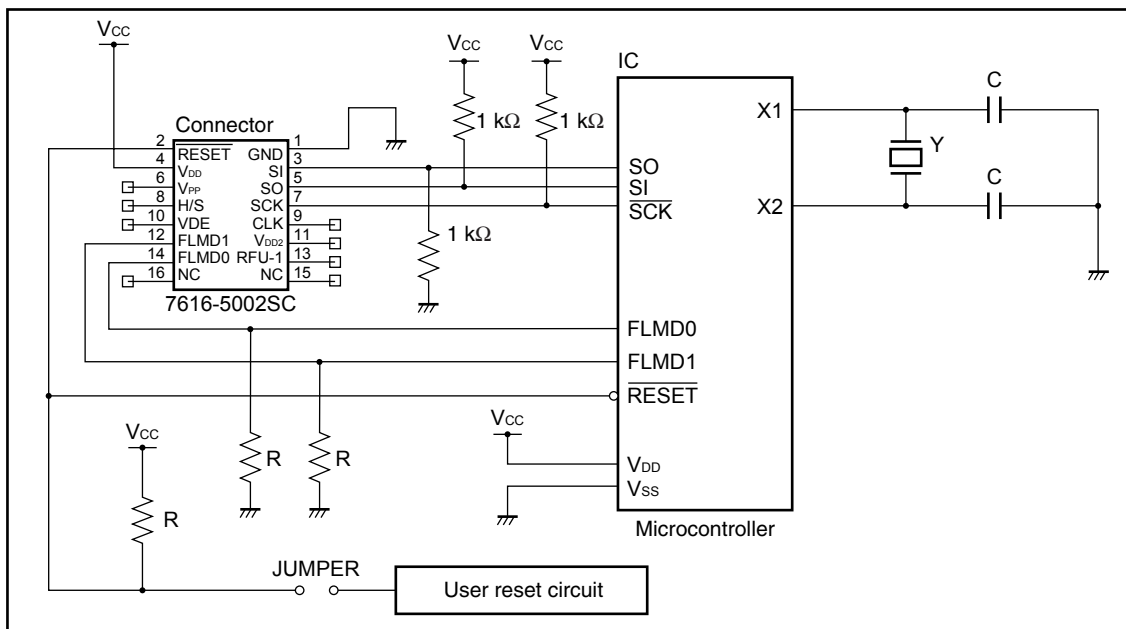 VCC
VCC VCC
IC
1 kΩ 1 kΩ
X1
C
Y
X2
C
Connector
2 RESET GND 1
4 VDD SI 3
6 VPP SO 5
8 H/S SCK 7
10 VDE CLK 9
12 FLMD1 VDD2 11
14 FLMD0 RFU-1 13
16 NC NC 15
7616-5002SC
1 kΩ
SO
SI
SCK
FLMD0
FLMD1
RESET
VCC
VDD
VSS
Microcontroller
R R
VCC
R
JUMPER
User reset circuit